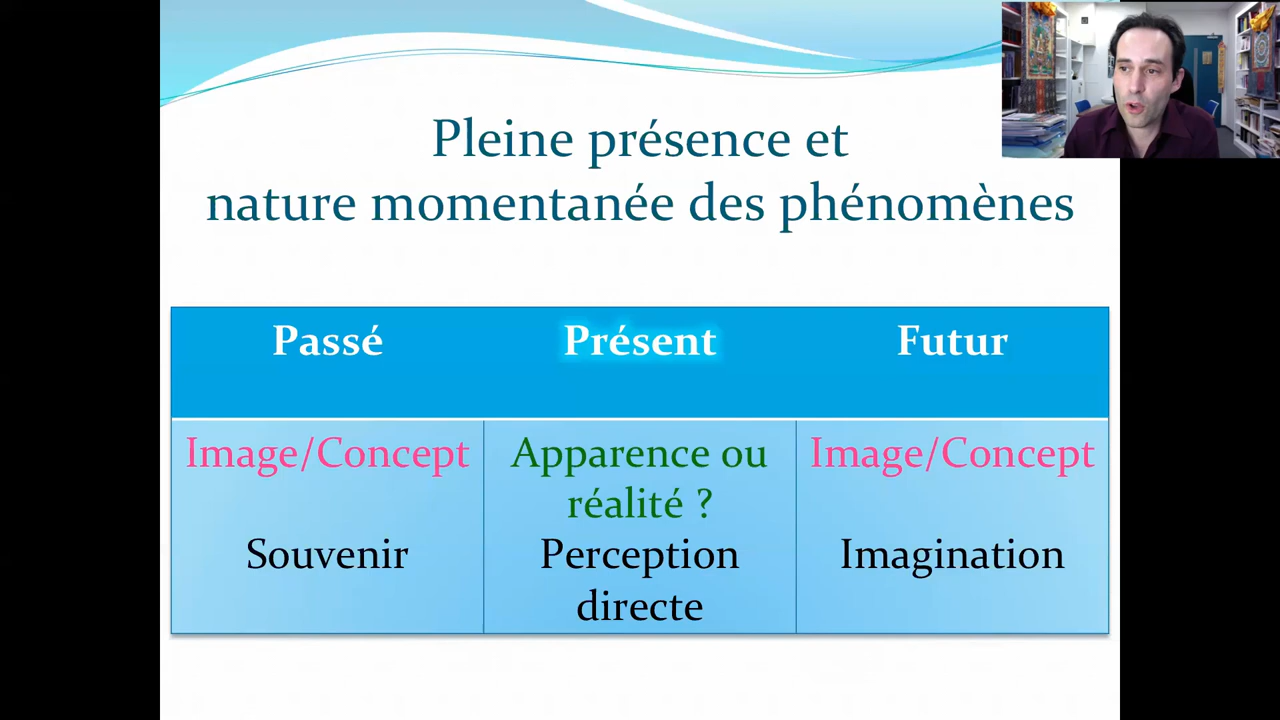 Pleine présence et
nature momentanée des phénomènes
Passé Présent Futur
Image/Concept Apparence ou réalité ? Image/Concept
Souvenir Perception directe Imagination